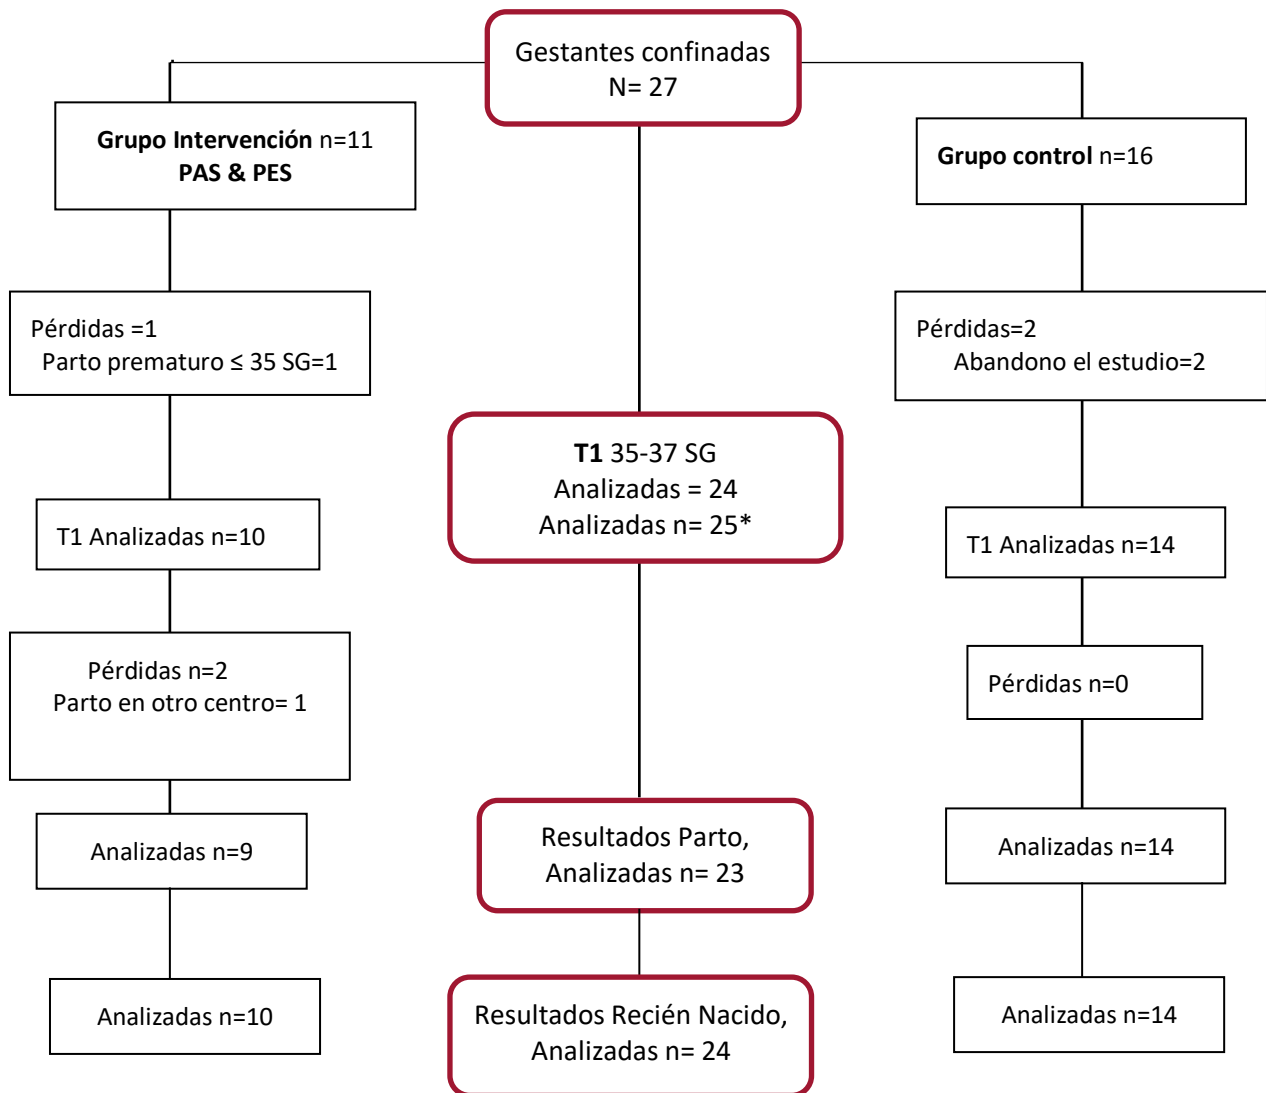 Gestantes confinadas
N= 27
Grupo Intervención n=11
PAS & PES
Grupo control n=16
Pérdidas =1
Parto prematuro ≤ 35 SG=1
Pérdidas=2
Abandono el estudio=2
T1 35-37 SG
Analizadas = 24
Analizadas n= 25*
T1 Analizadas n=10
T1 Analizadas n=14
Pérdidas n=2
Parto en otro centro= 1
Pérdidas n=0
Analizadas n=9
Resultados Parto,
Analizadas n= 23
Analizadas n=14
Analizadas n=10
Resultados Recién Nacido,
Analizadas n= 24
Analizadas n=14